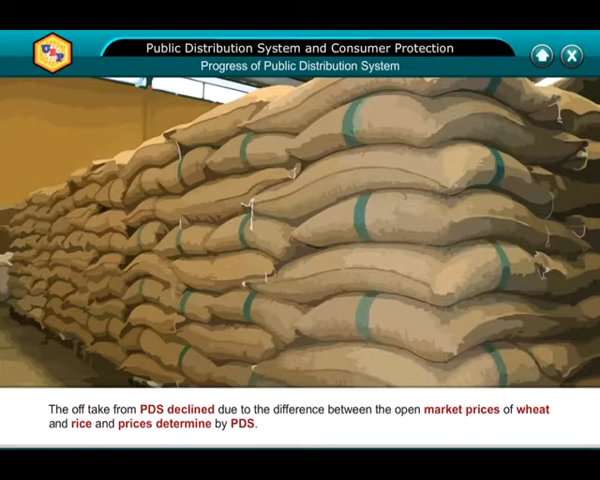 Public Distribution System and Consumer Protection
Progress of Public Distribution System
The off take from PDS declined due to the difference between the open market prices of wheat
and rice and prices determine by PDS.